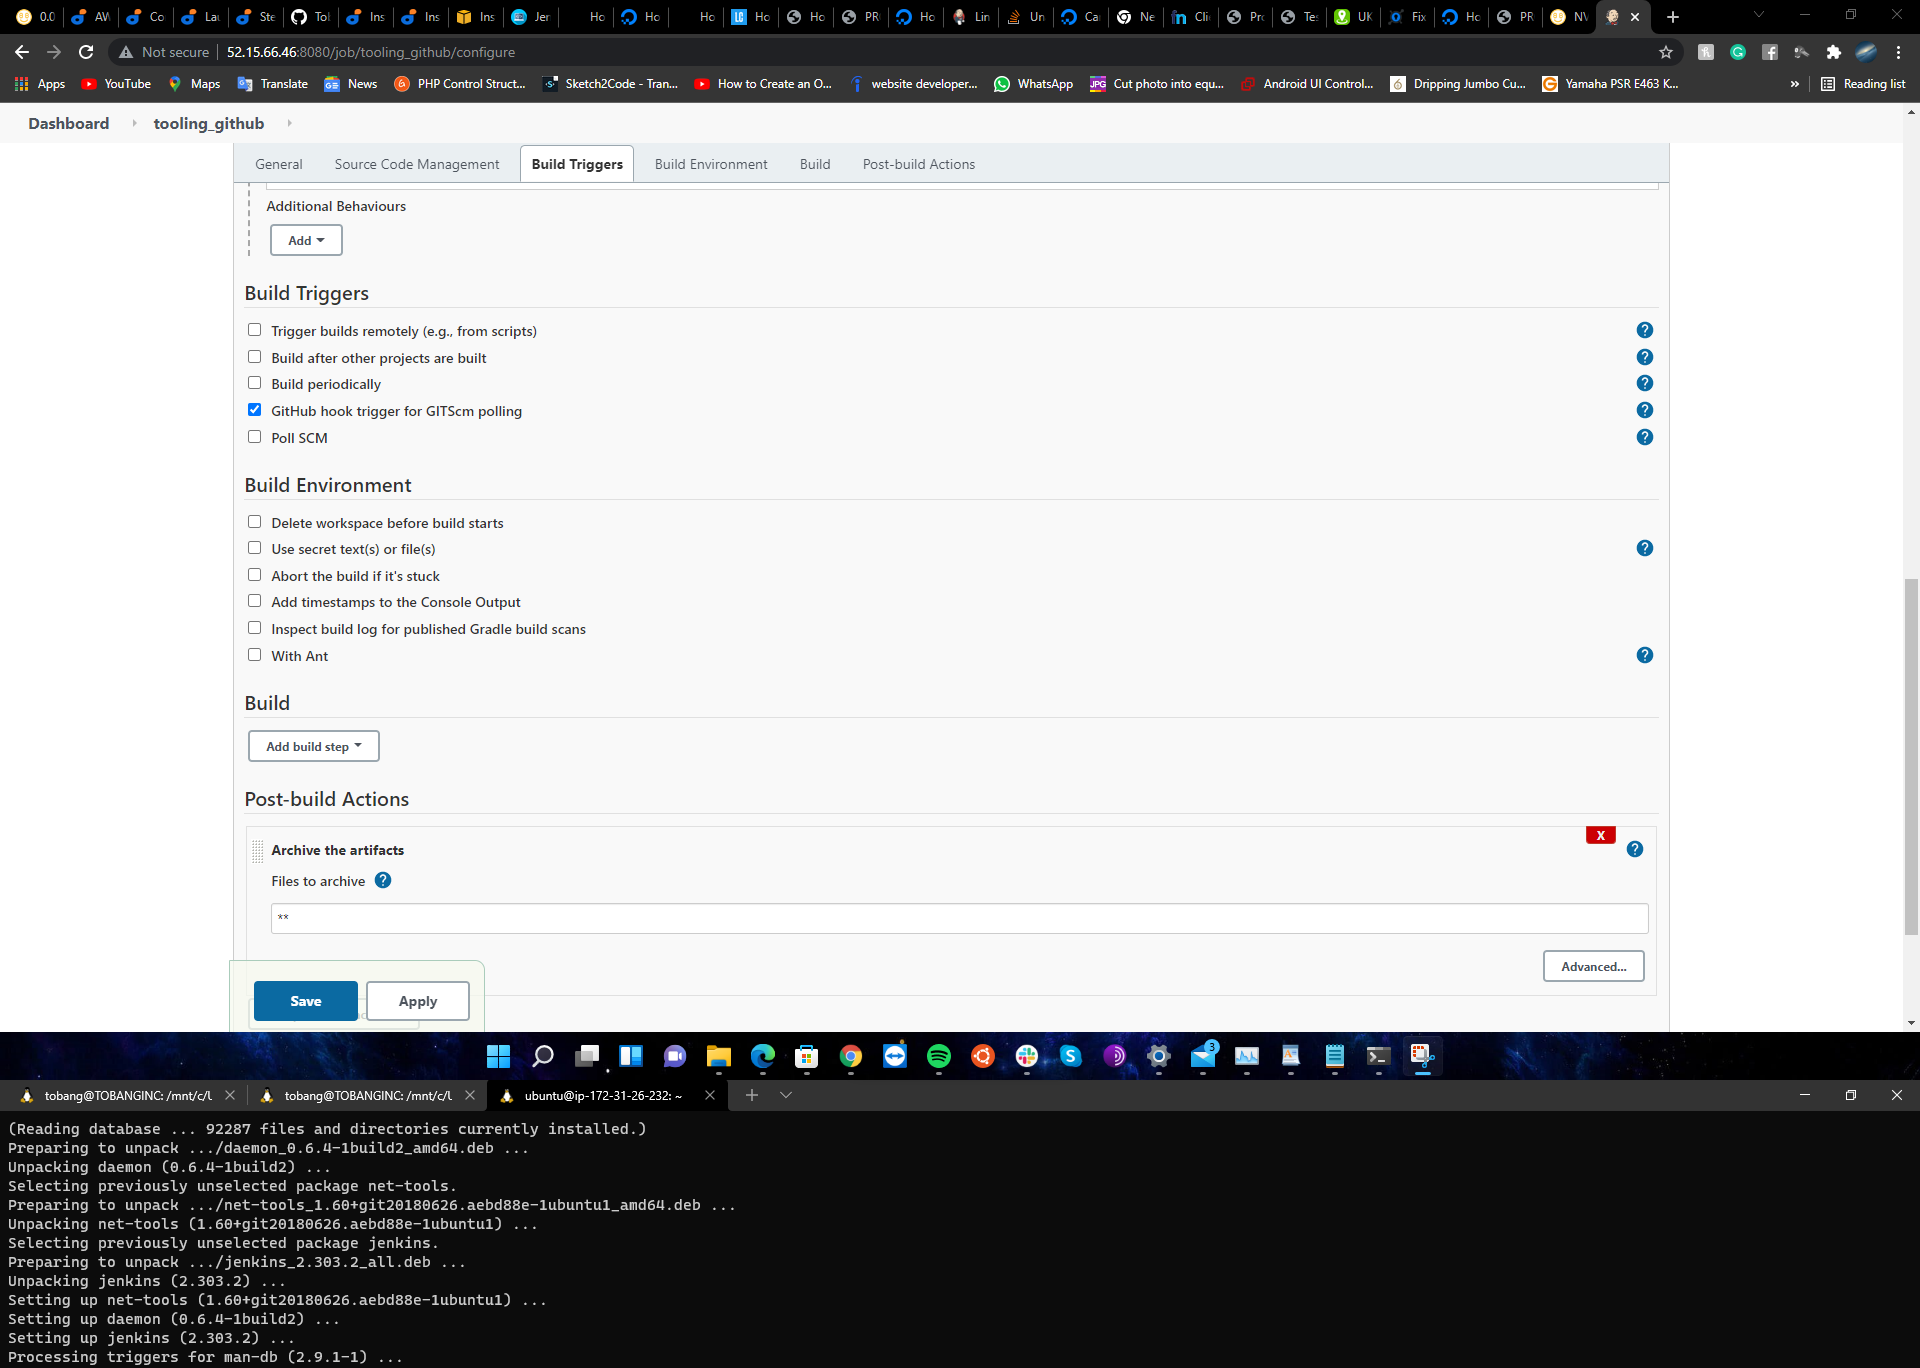 0.0
AW
Co
Lau
Ste
Tol
Ins
Ins
Ins
Jer
Ho
Ho
Ho
Ho
Ho
PR
Ho
Lin
Un
Ca
Ne
Clic
Pro
Tes
UK
Fix
Ho
PR
NV
Not secure 52.15.66.46:8080/job/tooling_github/configure
Apps YouTube Maps Translate News PHP Control Struct... Sketch2Code - Tran... How to Create an O... website developer... WhatsApp Cut photo into equ... Android UI Control... Dripping Jumbo Cu... Yamaha PSR E463 K... » Reading list
Dashboard tooling_github
General Source Code Management Build Triggers Build Environment Build Post-build Actions
Additional Behaviours
Add
Build Triggers
Trigger builds remotely (e.g., from scripts)
Build after other projects are built
Build periodically
GitHub hook trigger for GITScm polling
Poll SCM
Build Environment
Delete workspace before build starts
Use secret text(s) or file(s)
Abort the build if it's stuck
Add timestamps to the Console Output
Inspect build log for published Gradle build scans
With Ant
Build
Add build step
Post-build Actions
X
Archive the artifacts
Files to archive
**
Advanced...
Save Apply
3
tobang@TOBANGINC: /mnt/c/l tobang@TOBANGINC: /mnt/c/l ubuntu@ip-172-31-26-232: ~
(Reading database ... 92287 files and directories currently installed.)
Preparing to unpack .../daemon_0.6.4-1build2_amd64.deb ...
Unpacking daemon (0.6.4-1build2) ...
Selecting previously unselected package net-tools.
Preparing to unpack .../net-tools_1.60+git20180626.aebd88e-1ubuntu1_amd64.deb ...
Unpacking net-tools (1.60+git20180626.aebd88e-1ubuntu1) ...
Selecting previously unselected package jenkins.
Preparing to unpack .../jenkins_2.303.2_all.deb ...
Unpacking jenkins (2.303.2) ...
Setting up net-tools (1.60+git20180626.aebd88e-1ubuntu1) ...
Setting up daemon (0.6.4-1build2) ...
Setting up jenkins (2.303.2) ...
Processing triggers for man-db (2.9.1-1) ...